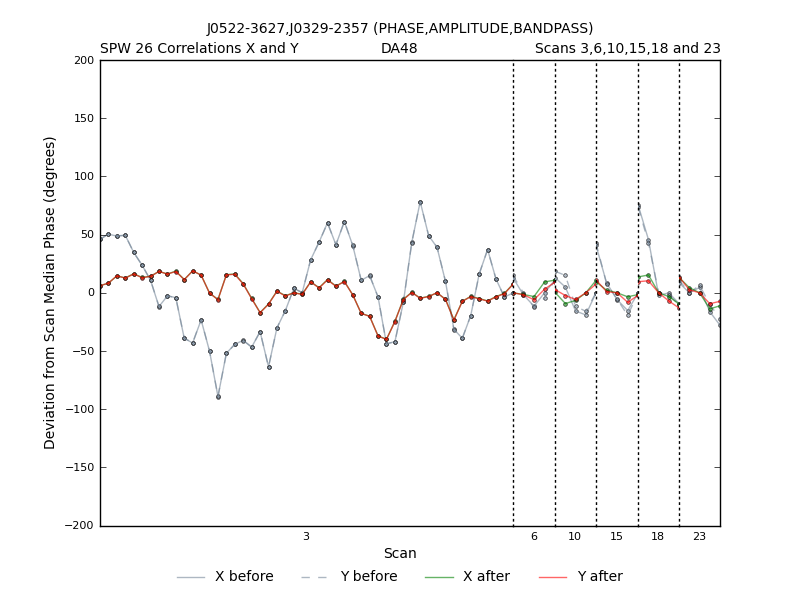 J0522-3627,J0329-2357 (PHASE,AMPLITUDE,BANDPASS)
SPW 26 Correlations X and Y DA48 Scans 3,6,10,15,18 and 23
200
150
100
50
0
−50
−100
−150
−200
Deviation from Scan Median Phase (degrees)
3 6 10 15 18 23
Scan
X before Y before X after Y after